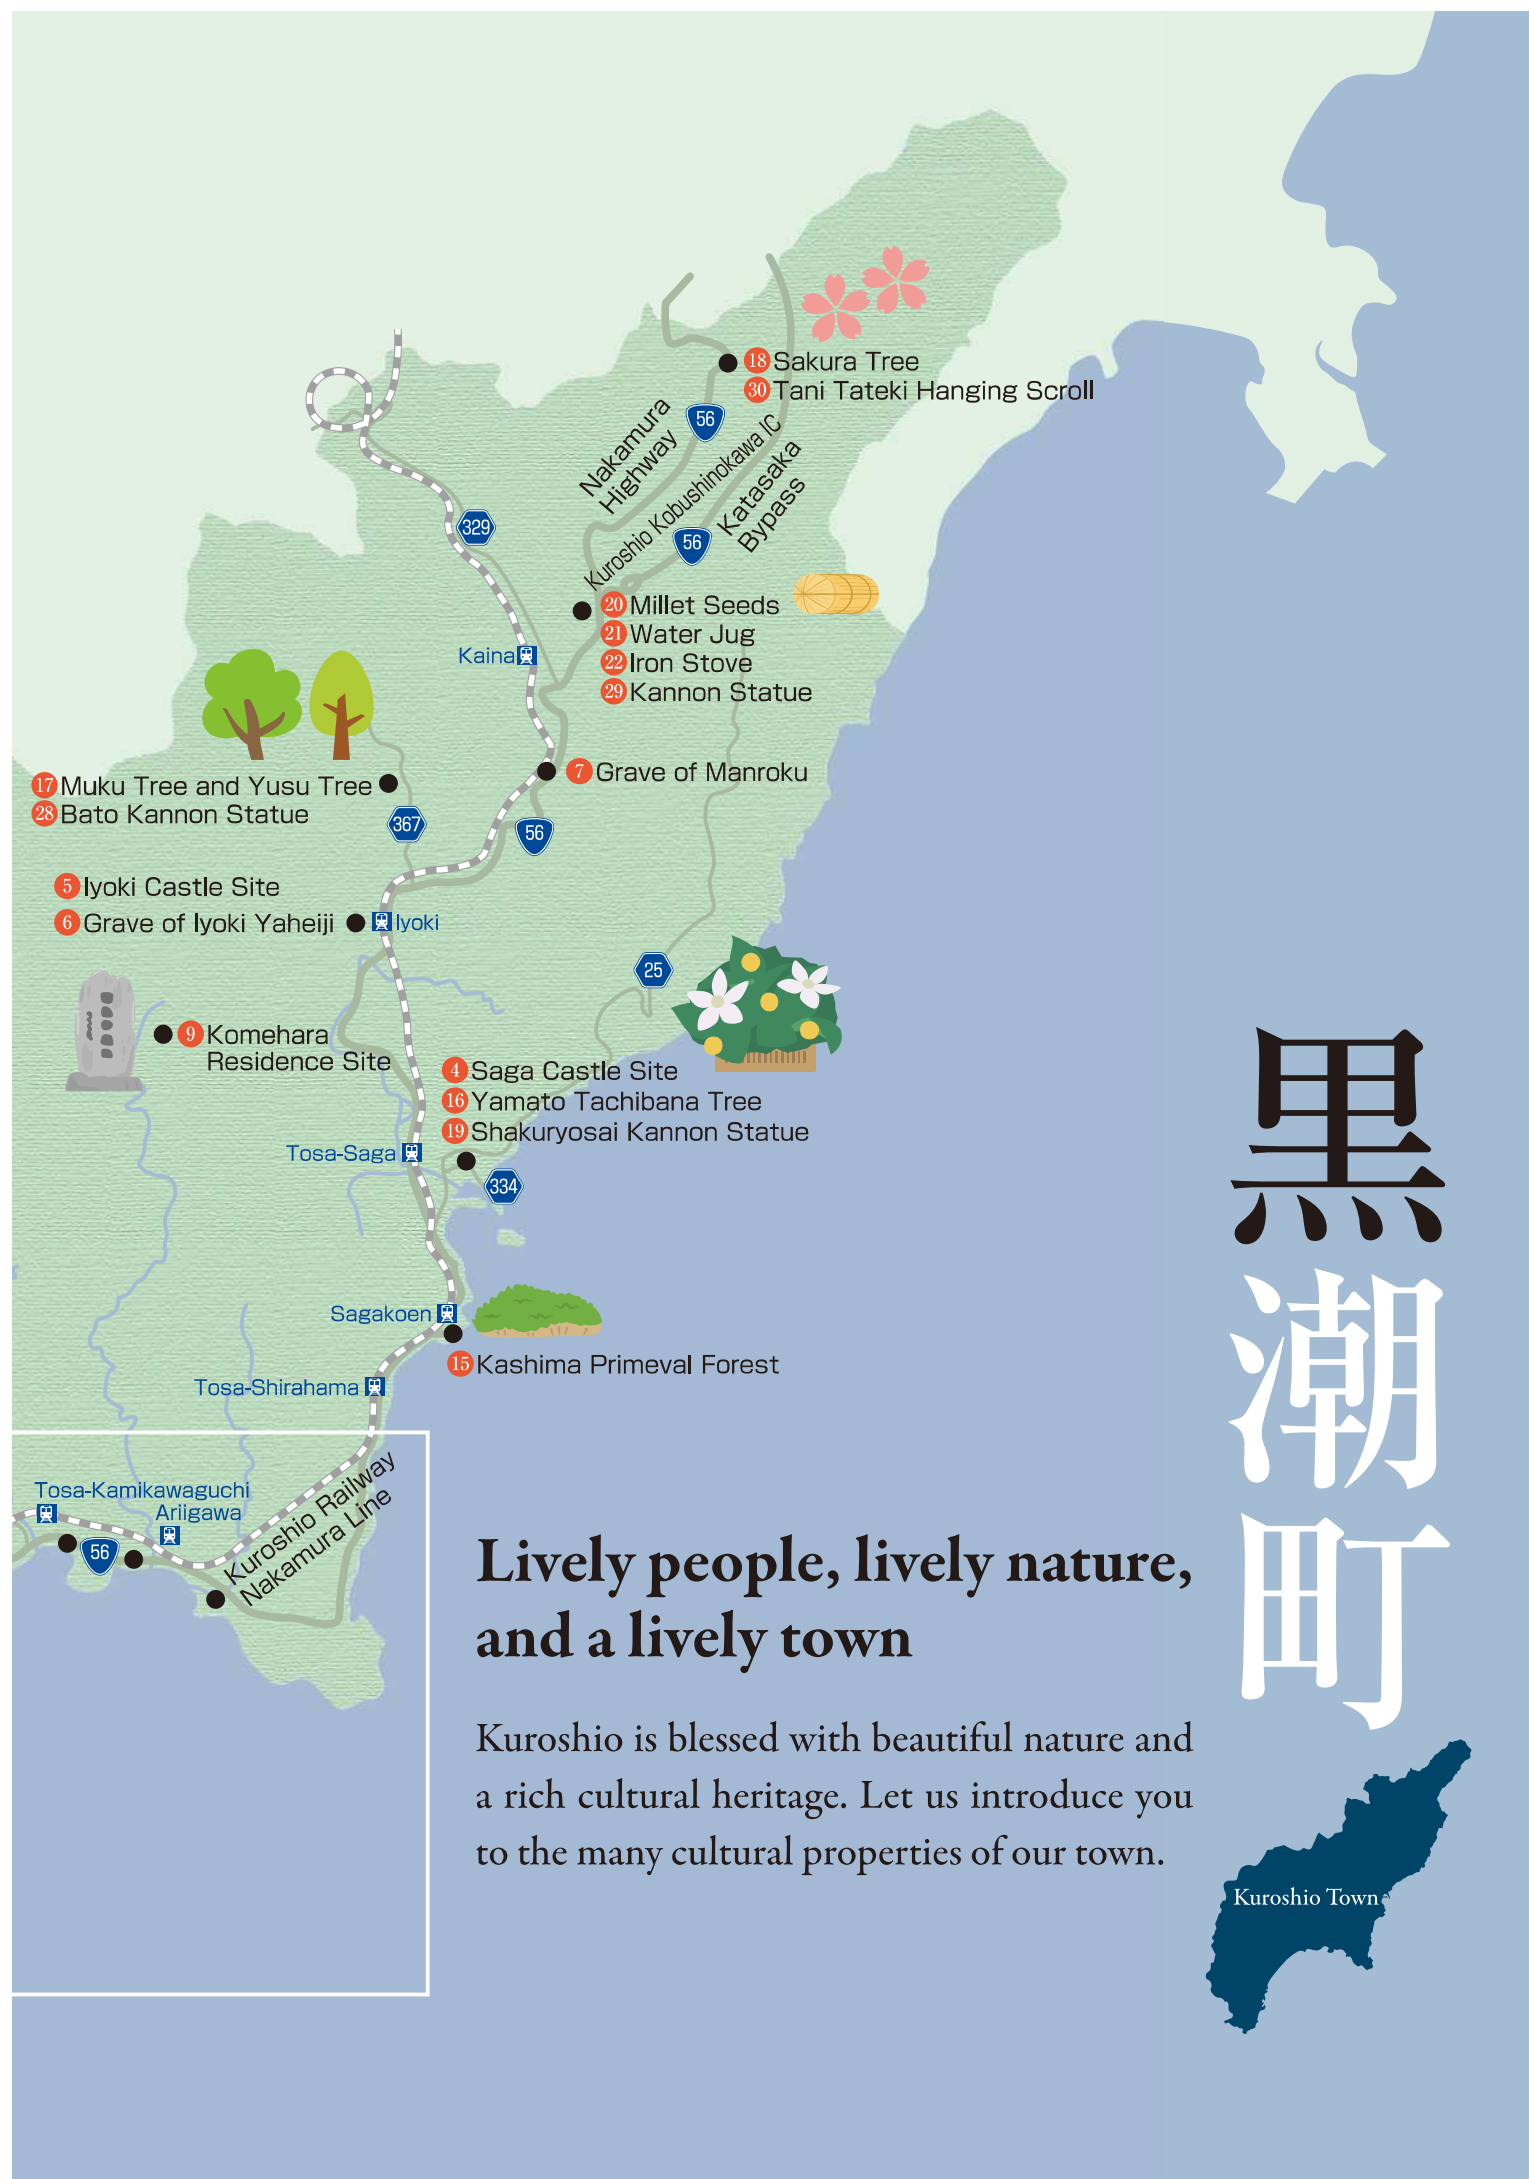 18 Sakura Tree
30 Tani Tateki Hanging Scroll
56
Nakamura
Highway
Kuroshio Kobushinokawa IC
Katasaka
Bypass
56
329
20 Millet Seeds
21 Water Jug
22 Iron Stove
29 Kannon Statue
Kaina
7 Grave of Manroku
17 Muku Tree and Yusu Tree
28 Bato Kannon Statue
367
56
5 Iyoki Castle Site
6 Grave of Iyoki Yaheiji
Iyoki
25
9 Komehara
Residence Site
4 Saga Castle Site
16 Yamato Tachibana Tree
19 Shakuryosai Kannon Statue
Tosa-Saga
334
Sagakoen
15 Kashima Primeval Forest
Tosa-Shirahama
Tosa-Kamikawaguchi
Ariigawa
56
Kuroshio Railway
Nakamura Line
黒潮町
Lively people, lively nature,
and a lively town
Kuroshio is blessed with beautiful nature and
a rich cultural heritage. Let us introduce you
to the many cultural properties of our town.
Kuroshio Town